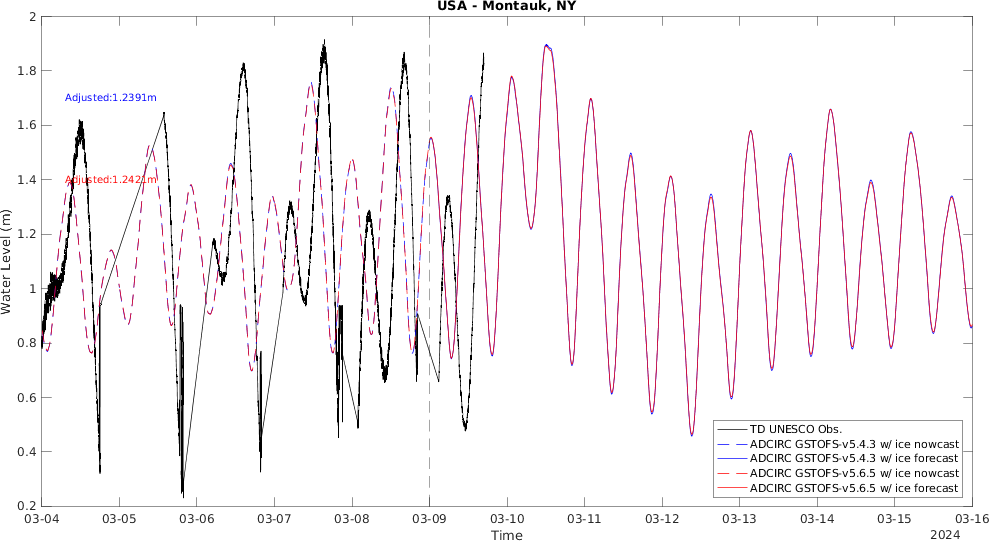 USA - Montauk, NY
Water Level (m)
2
1.8
1.6
1.4
1.2
1
0.8
0.6
0.4
0.2
Adjusted:1.2391m
Adjusted:1.2421m
TD UNESCO Obs.
ADCIRC GSTOFS-v5.4.3 w/ ice nowcast
ADCIRC GSTOFS-v5.4.3 w/ ice forecast
ADCIRC GSTOFS-v5.6.5 w/ ice nowcast
ADCIRC GSTOFS-v5.6.5 w/ ice forecast
03-04 03-05 03-06 03-07 03-08 03-09 03-10 03-11 03-12 03-13 03-14 03-15 03-16
Time
2024